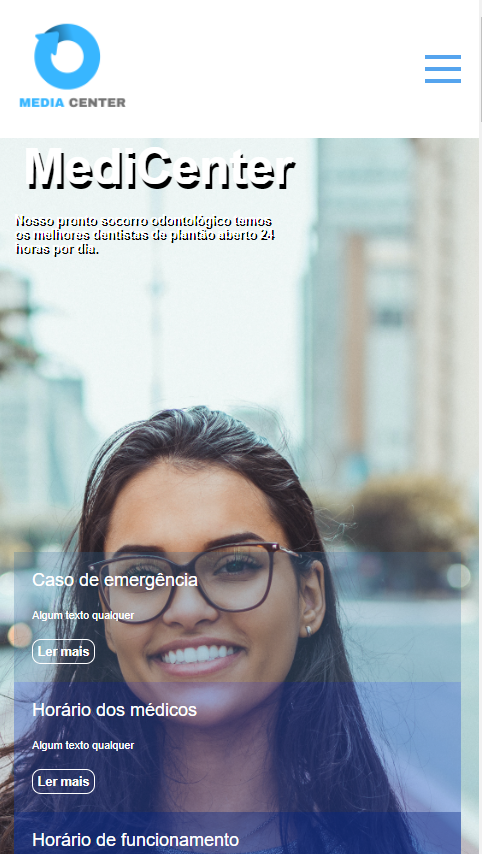 MEDIA CENTER
MediCenter
Nosso pronto socorro odontológico temos
os melhores dentistas de plantão aberto 24
horas por dia.
Caso de emergência
Algum texto qualquer
Ler mais
Horário dos médicos
Algum texto qualquer
Ler mais
Horário de funcionamento